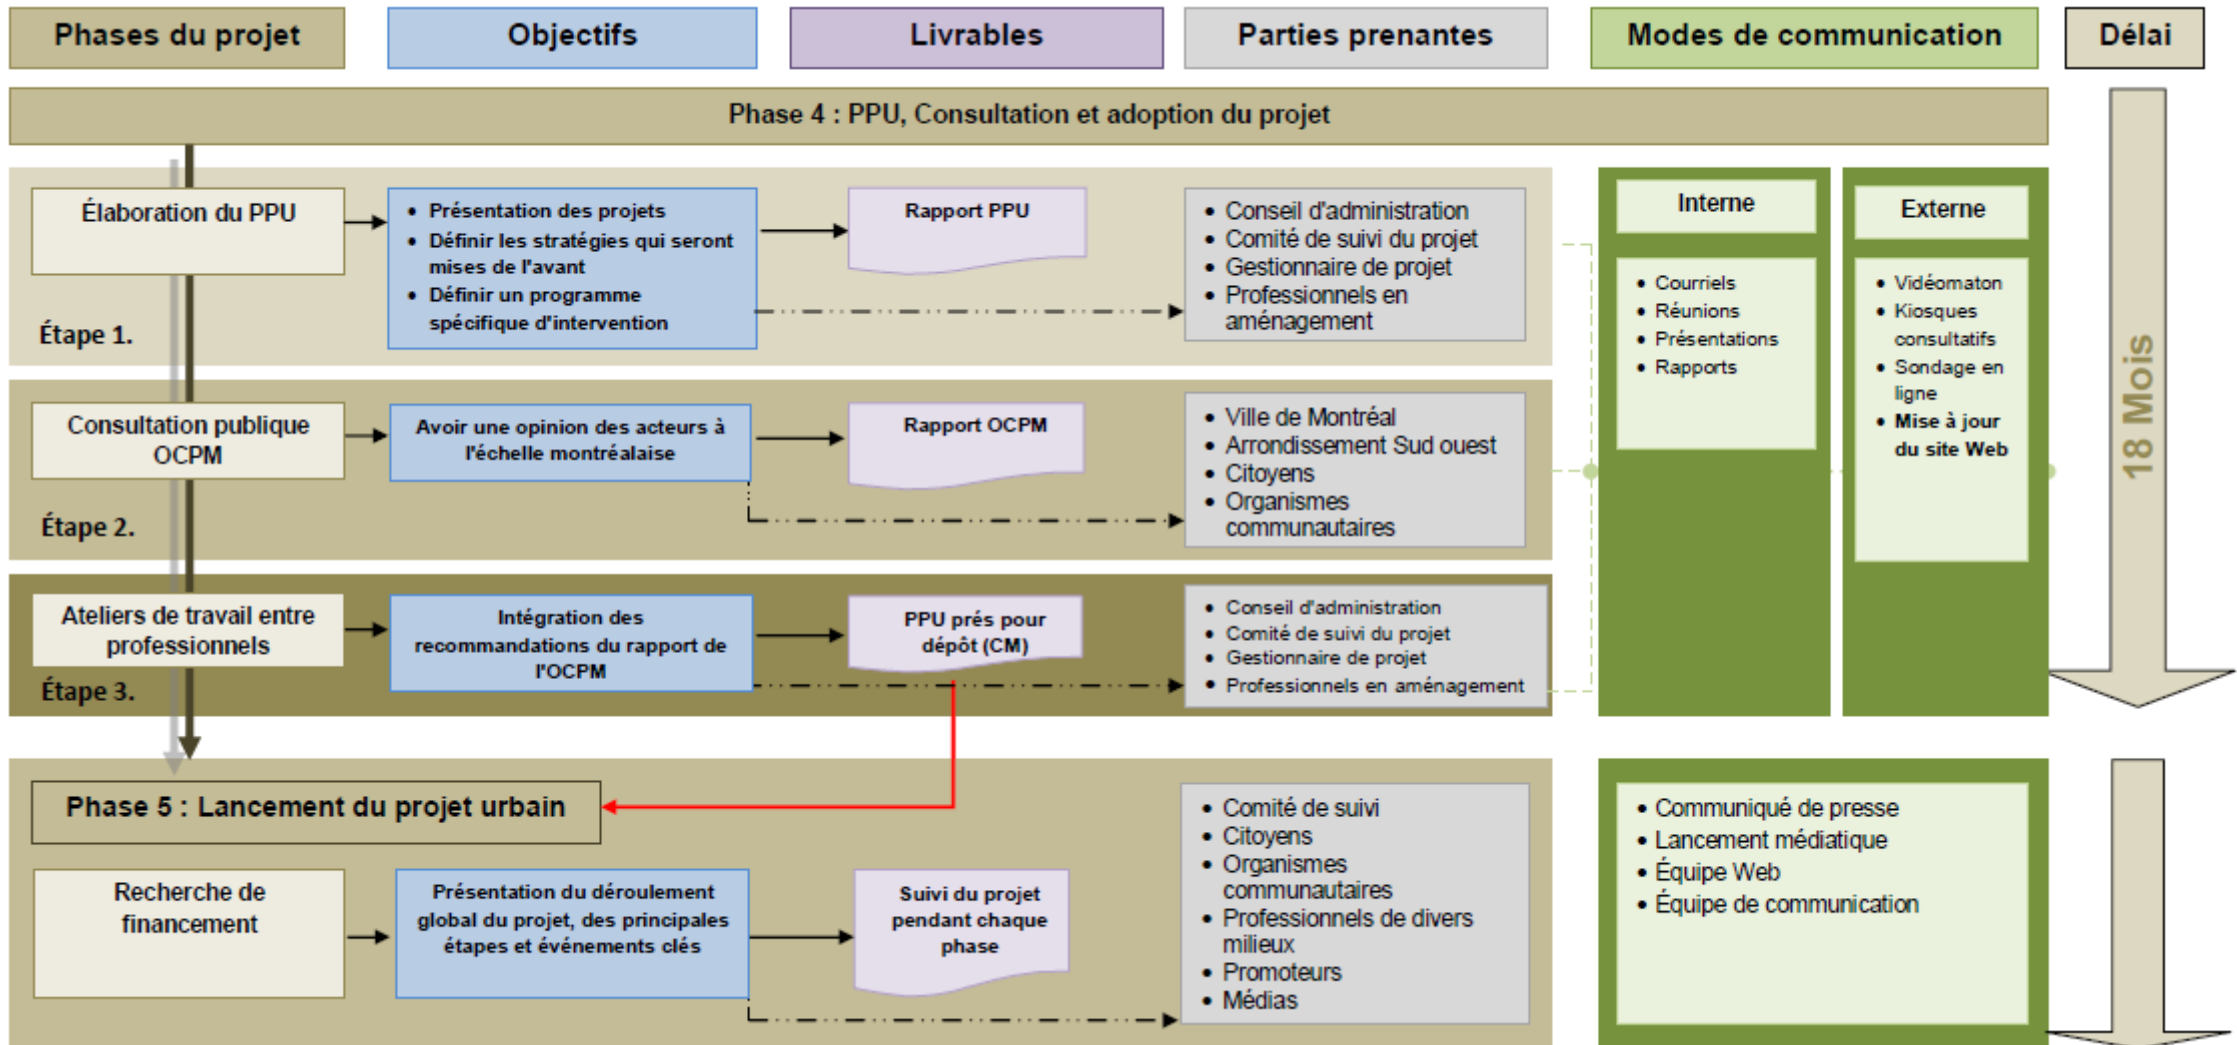 Phases du projet
Objectifs
Livrables
Parties prenantes
Modes de communication
Délai
Phase 4 : PPU, Consultation et adoption du projet
Élaboration du PPU
Étape 1.
• Présentation des projets
• Définir les stratégies qui seront
mises de l'avant
• Définir un programme
spécifique d'intervention
Rapport PPU
• Conseil d'administration
• Comité de suivi du projet
• Gestionnaire de projet
• Professionnels en
aménagement
Interne
• Courriels
• Réunions
• Présentations
• Rapports
Externe
• Vidéomaton
• Kiosques
consultatifs
• Sondage en
ligne
• Mise à jour
du site Web
18 Mois
Consultation publique
OCPM
Étape 2.
Avoir une opinion des acteurs à
l'échelle montréalaise
Rapport OCPM
• Ville de Montréal
• Arrondissement Sud ouest
• Citoyens
• Organismes
communautaires
Ateliers de travail entre
professionnels
Étape 3.
Intégration des
recommandations du rapport de
l'OCPM
PPU prés pour
dépôt (CM)
• Conseil d'administration
• Comité de suivi du projet
• Gestionnaire de projet
• Professionnels en aménagement
Phase 5 : Lancement du projet urbain
Recherche de
financement
Présentation du déroulement
global du projet, des principales
étapes et événements clés
Suivi du projet
pendant chaque
phase
• Comité de suivi
• Citoyens
• Organismes
communautaires
• Professionnels de divers
milieux
• Promoteurs
• Médias
• Communiqué de presse
• Lancement médiatique
• Équipe Web
• Équipe de communication